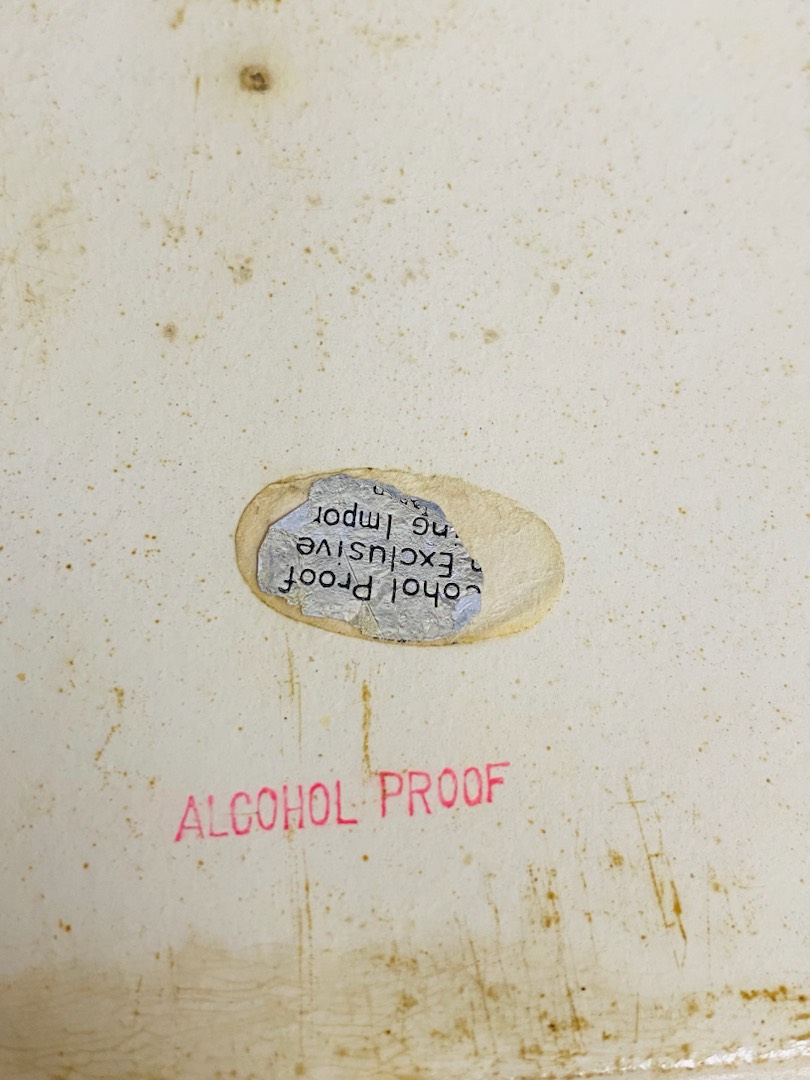 ohol Proof
Exclusive
NG Impor
ALCOHOL PROOF